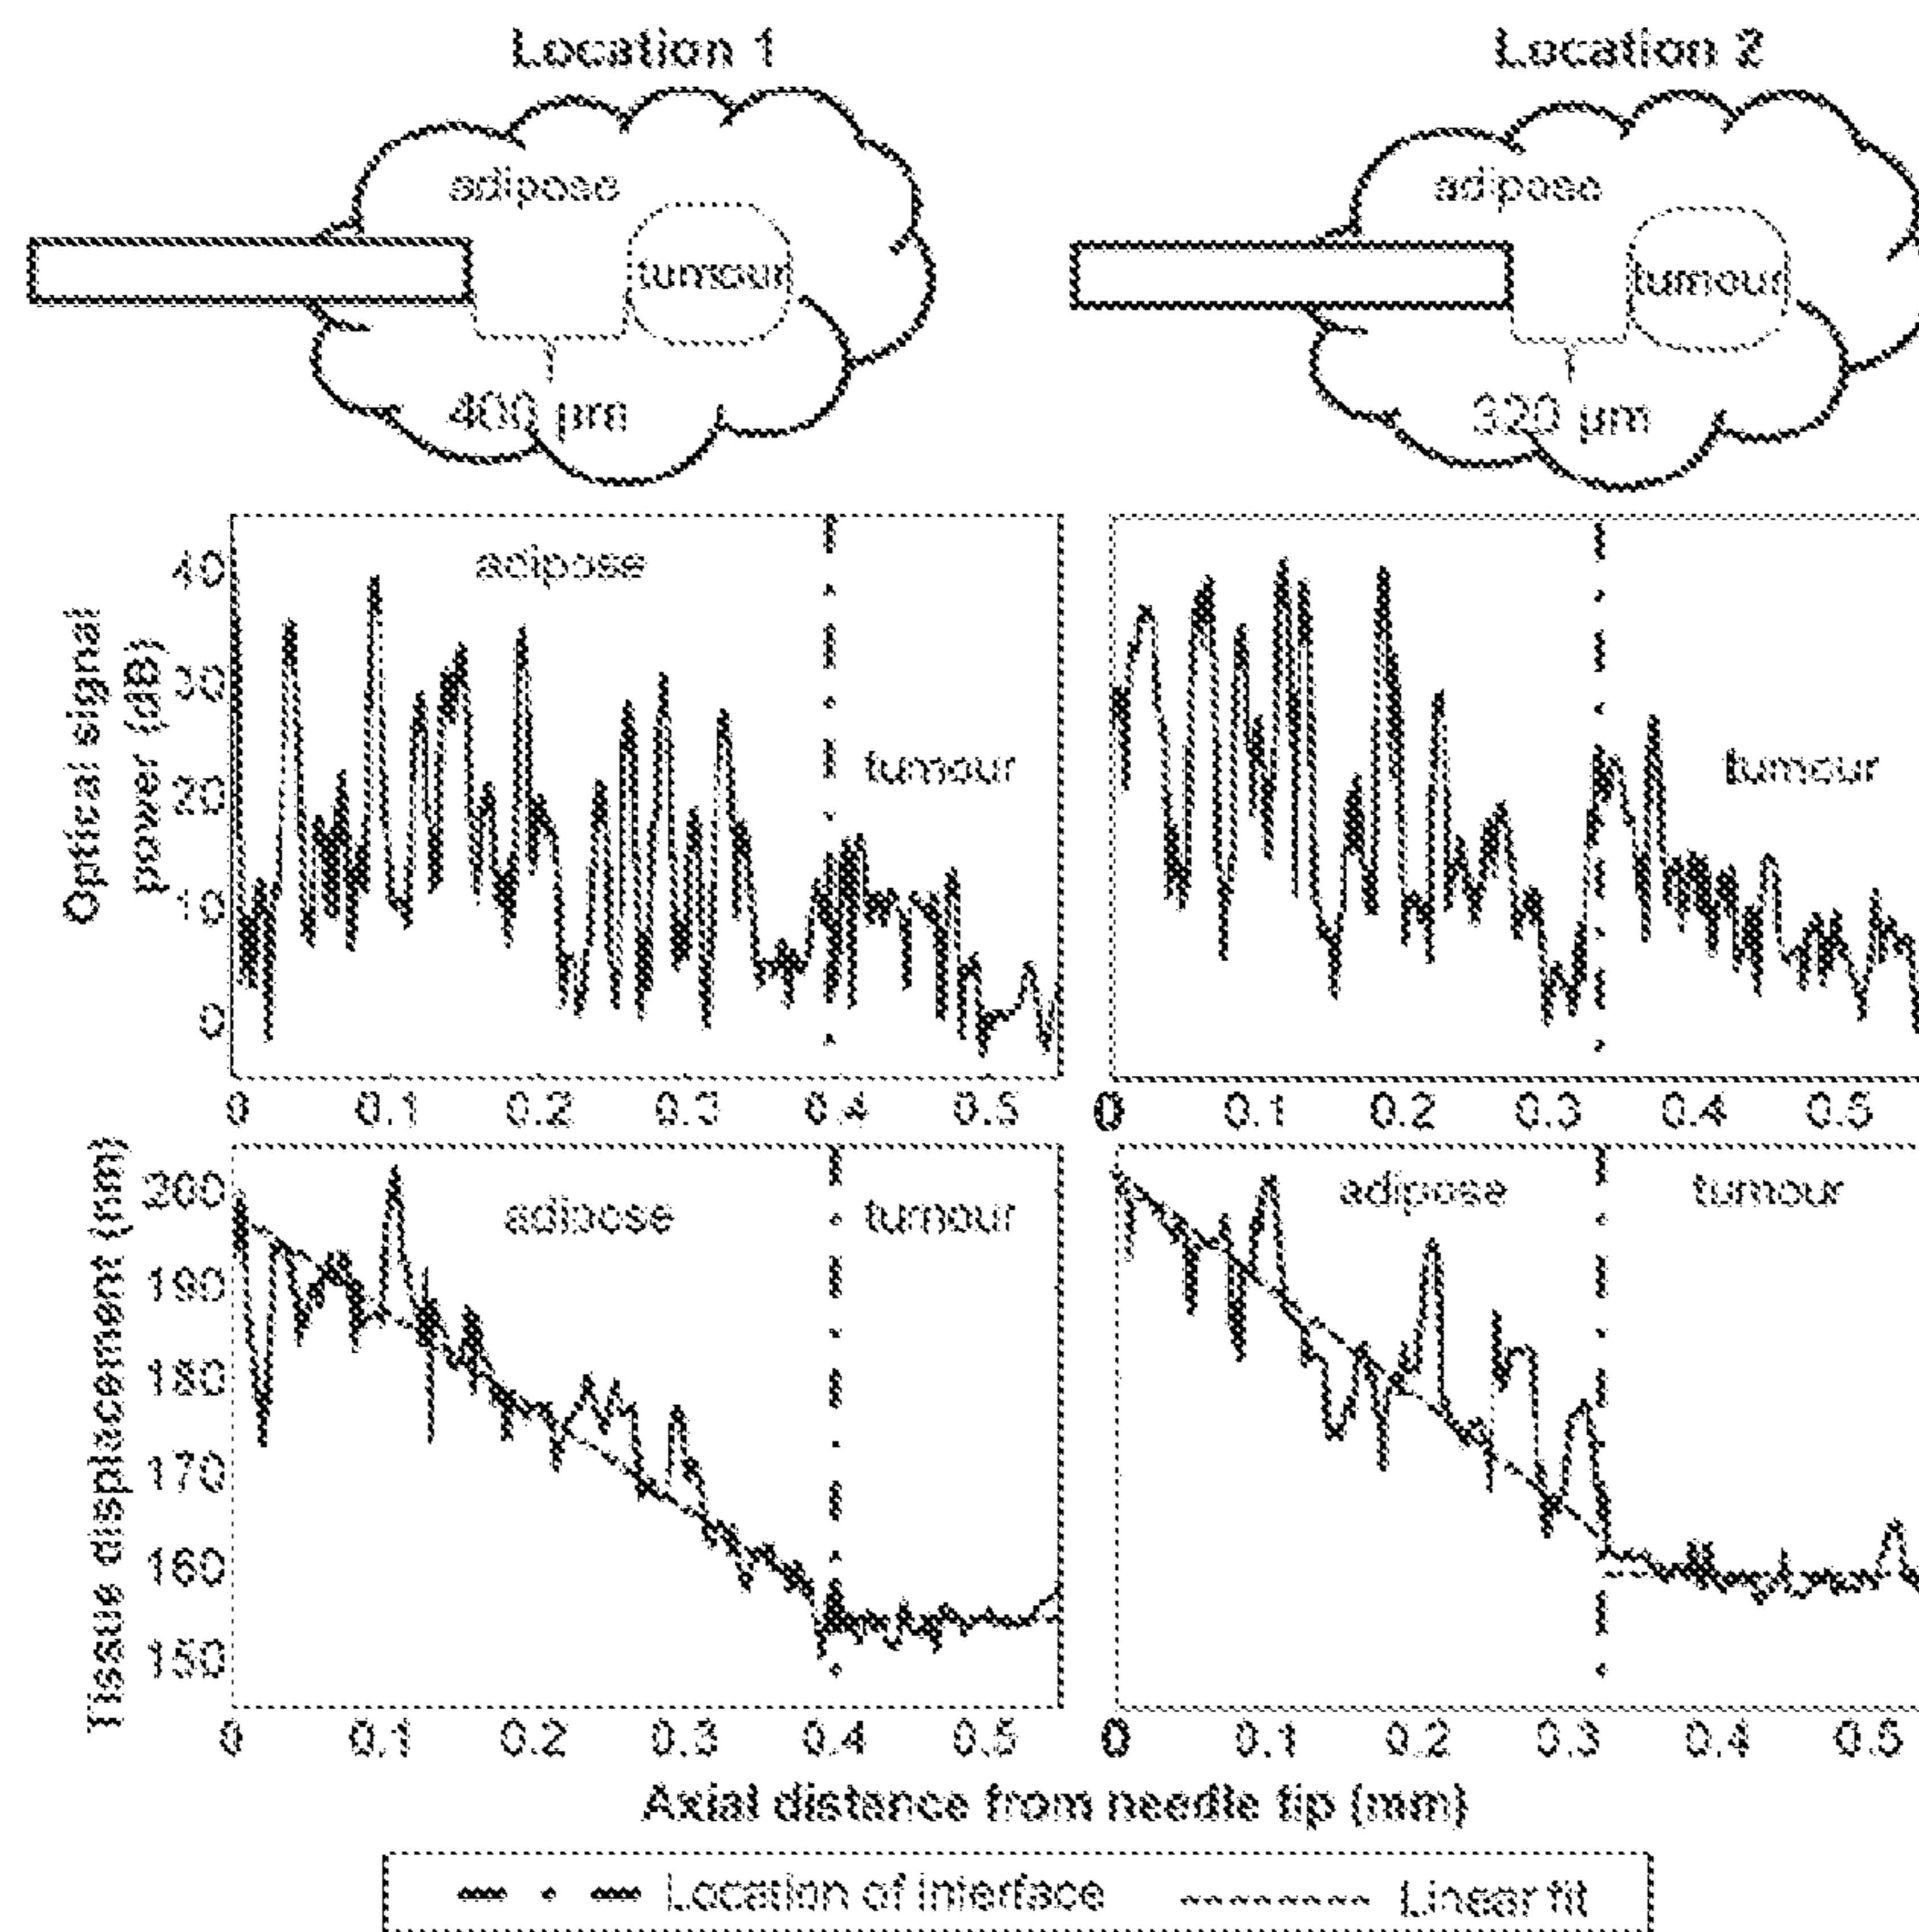 Location 1
Location 2
adipose
adipose
tumour
tumour
400 µm
320 µm
adipose
tumour
tumour
Optical signal
power (dB)
40
30
20
10
0
0 0.1 0.2 0.3 0.4 0.5
0 0.1 0.2 0.3 0.4 0.5
adipose
tumour
adipose
tumour
Tissue displacement (nm)
200
190
180
170
160
150
0 0.1 0.2 0.3 0.4 0.5
0 0.1 0.2 0.3 0.4 0.5
Axial distance from needle tip (mm)
Location of interface
Linear fit